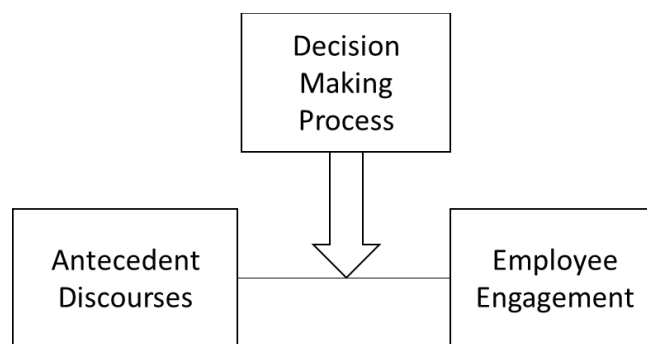 Decision
Making
Process
Antecedent
Discourses
Employee
Engagement